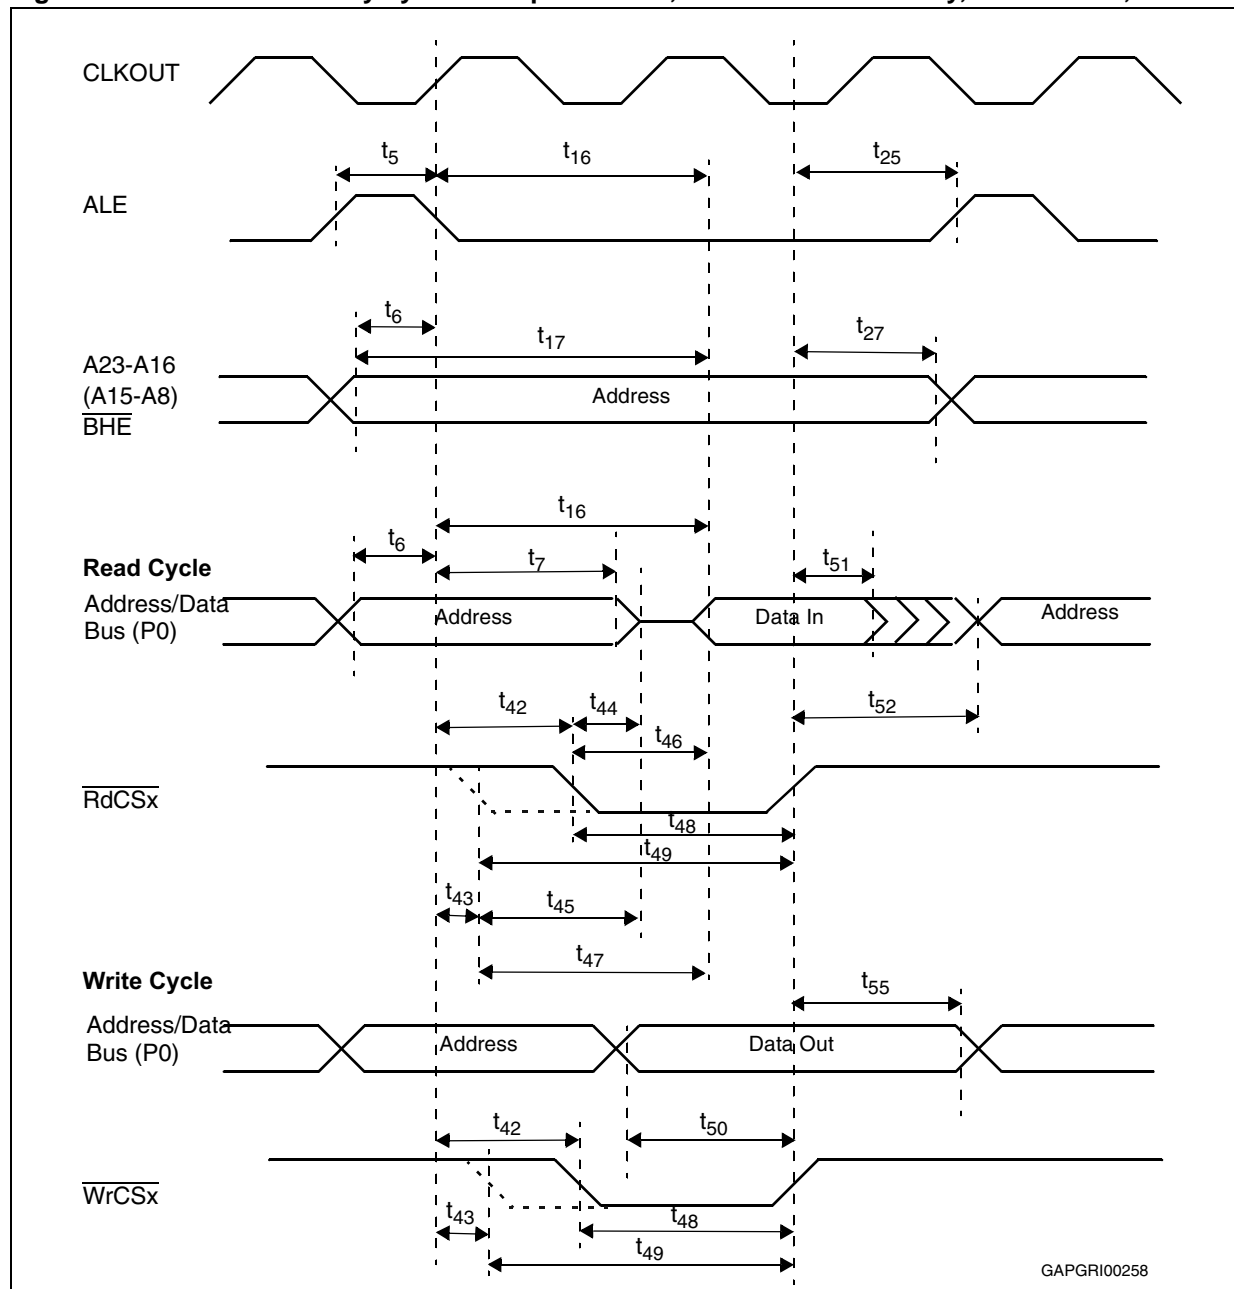 CLKOUT
t5 t16 t25
ALE
t6 t17 t27
A23-A16
(A15-A8)
BHE
Address
t16
t6 t7 t51
Read Cycle
Address/Data
Bus (P0)
Address Data In Address
t42 t44 t46 t52
RdCSx
t48
t49
t43 t45
t47
Write Cycle
t55
Address/Data
Bus (P0)
Address Data Out
t42 t50
WrCSx
t43 t48
t49
GAPGRI00258